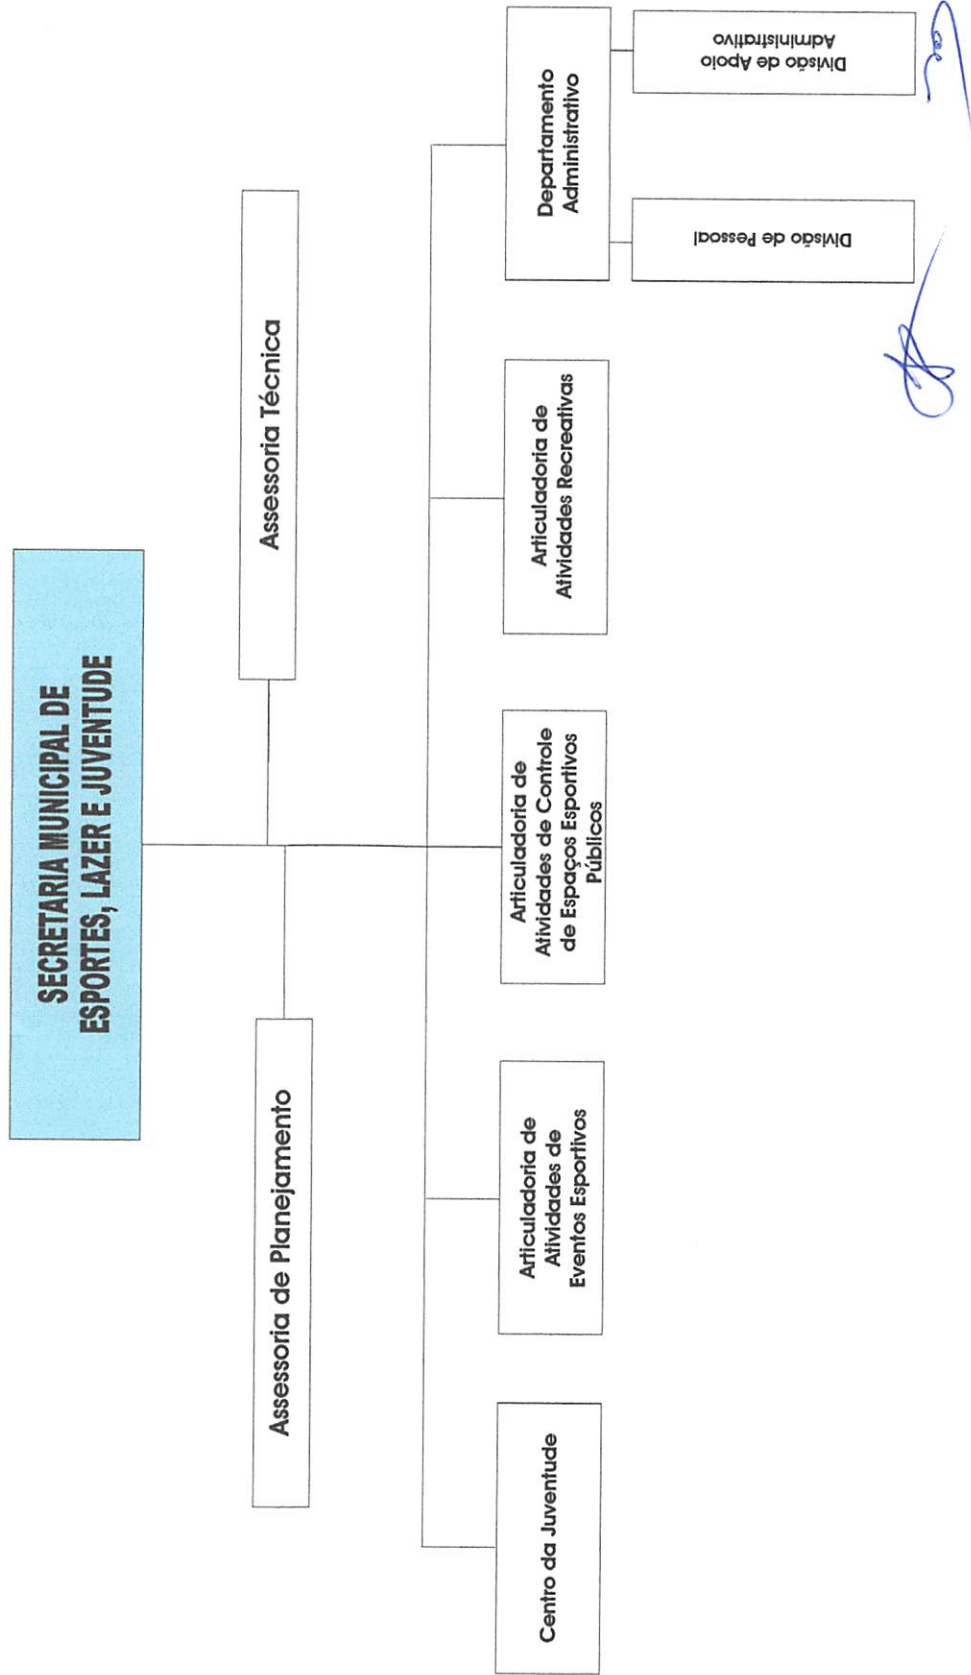 SECRETARIA MUNICIPAL DE
ESPORTES, LAZER E JUVENTUDE
Assessoria de Planejamento
Assessoria Técnica
Centro da Juventude
Articuladoria de
Atividades de
Eventos Esportivos
Articuladoria de
Atividades de Controle
de Espaços Esportivos
Públicos
Articuladoria de
Atividades Recreativas
Departamento
Administrativo
Divisão de Pessoal
Divisão de Apoio
Administrativo